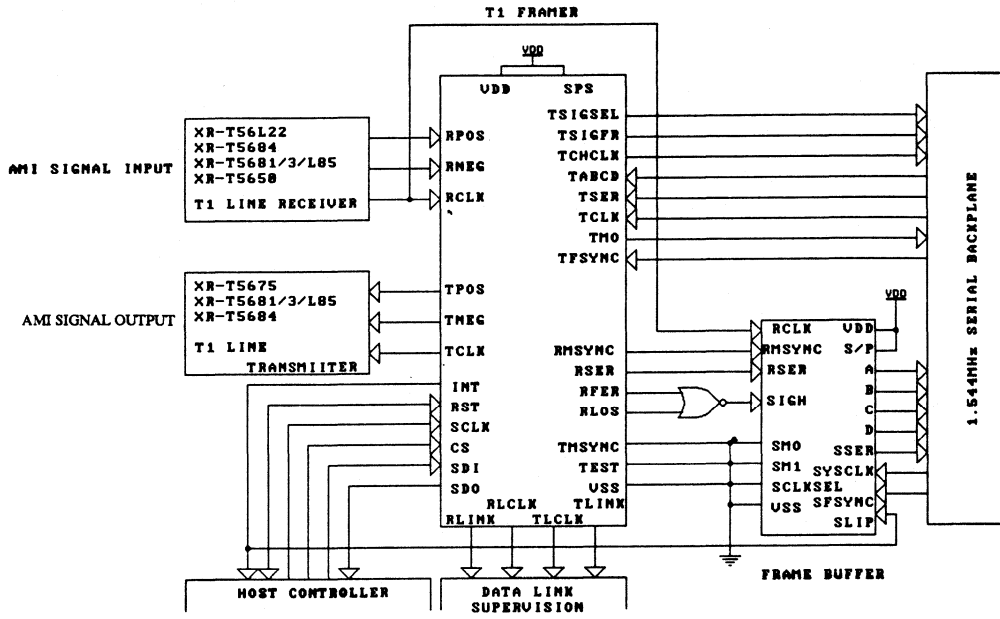 T1 FRAMER
VDD
VDD SPS
XR-T56L22
XR-T5684
XR-T5681/3/L85
XR-T5650
T1 LINE RECEIVER
AMI SIGNAL INPUT
RPOS
RNEG
RCLK
TSIGSEL
TSIGFR
TCHCLK
TABCD
TSER
TCLK
TMO
TFSYNC
1.544MHz SERIAL BACKPLANE
XR-T5675
XR-T5681/3/L85
XR-T5684
T1 LINE
TRANSMIITER
AMI SIGNAL OUTPUT
TPOS
TNEG
TCLK
INT
RST
SCLK
CS
SDI
SDO
RMSYNC
RSER
RFER
RLOS
TMSYNC
TEST
VSS
RLCLK TLINK
RLINK TLCLK
VDD
RCLK VDD
RMSYNC S/P
RSER A
B
SIGH C
D
SM0 SSER
SM1 SYSCLK
SCLKSEL
VSS SFSYNC
SLIP
FRAME BUFFER
HOST CONTROLLER
DATA LINK
SUPERVISION